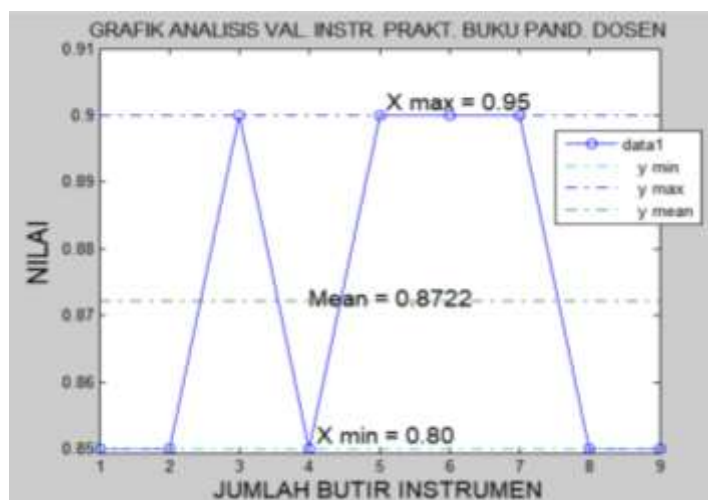 GRAFIK ANALISIS VAL. INSTR. PRAKT. BUKU PAND. DOSEN
0.91
0.9
0.89
0.88
0.87
0.86
0.85
NILAI
X max = 0.95
Mean = 0.8722
X min = 0.80
data1
y min
y max
y mean
1 2 3 4 5 6 7 8 9
JUMLAH BUTIR INSTRUMEN